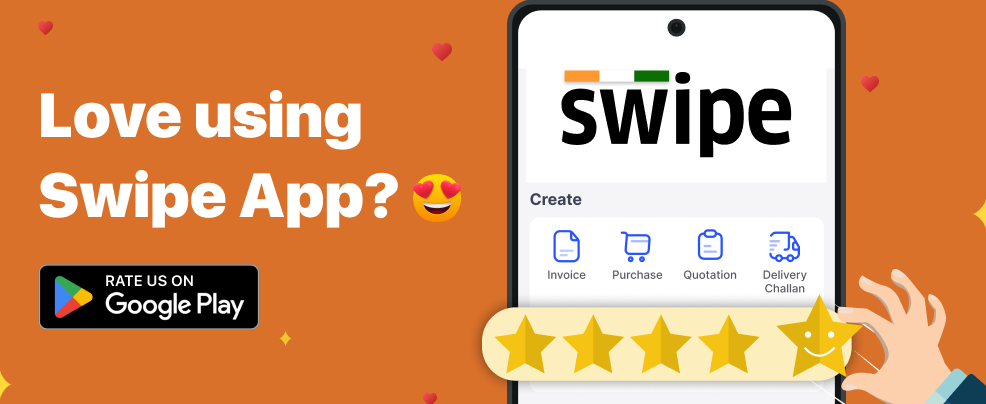 Love using
Swipe App?
RATE US ON
Google Play
swipe
Create
Invoice
Purchase
Quotation
Delivery
Challan